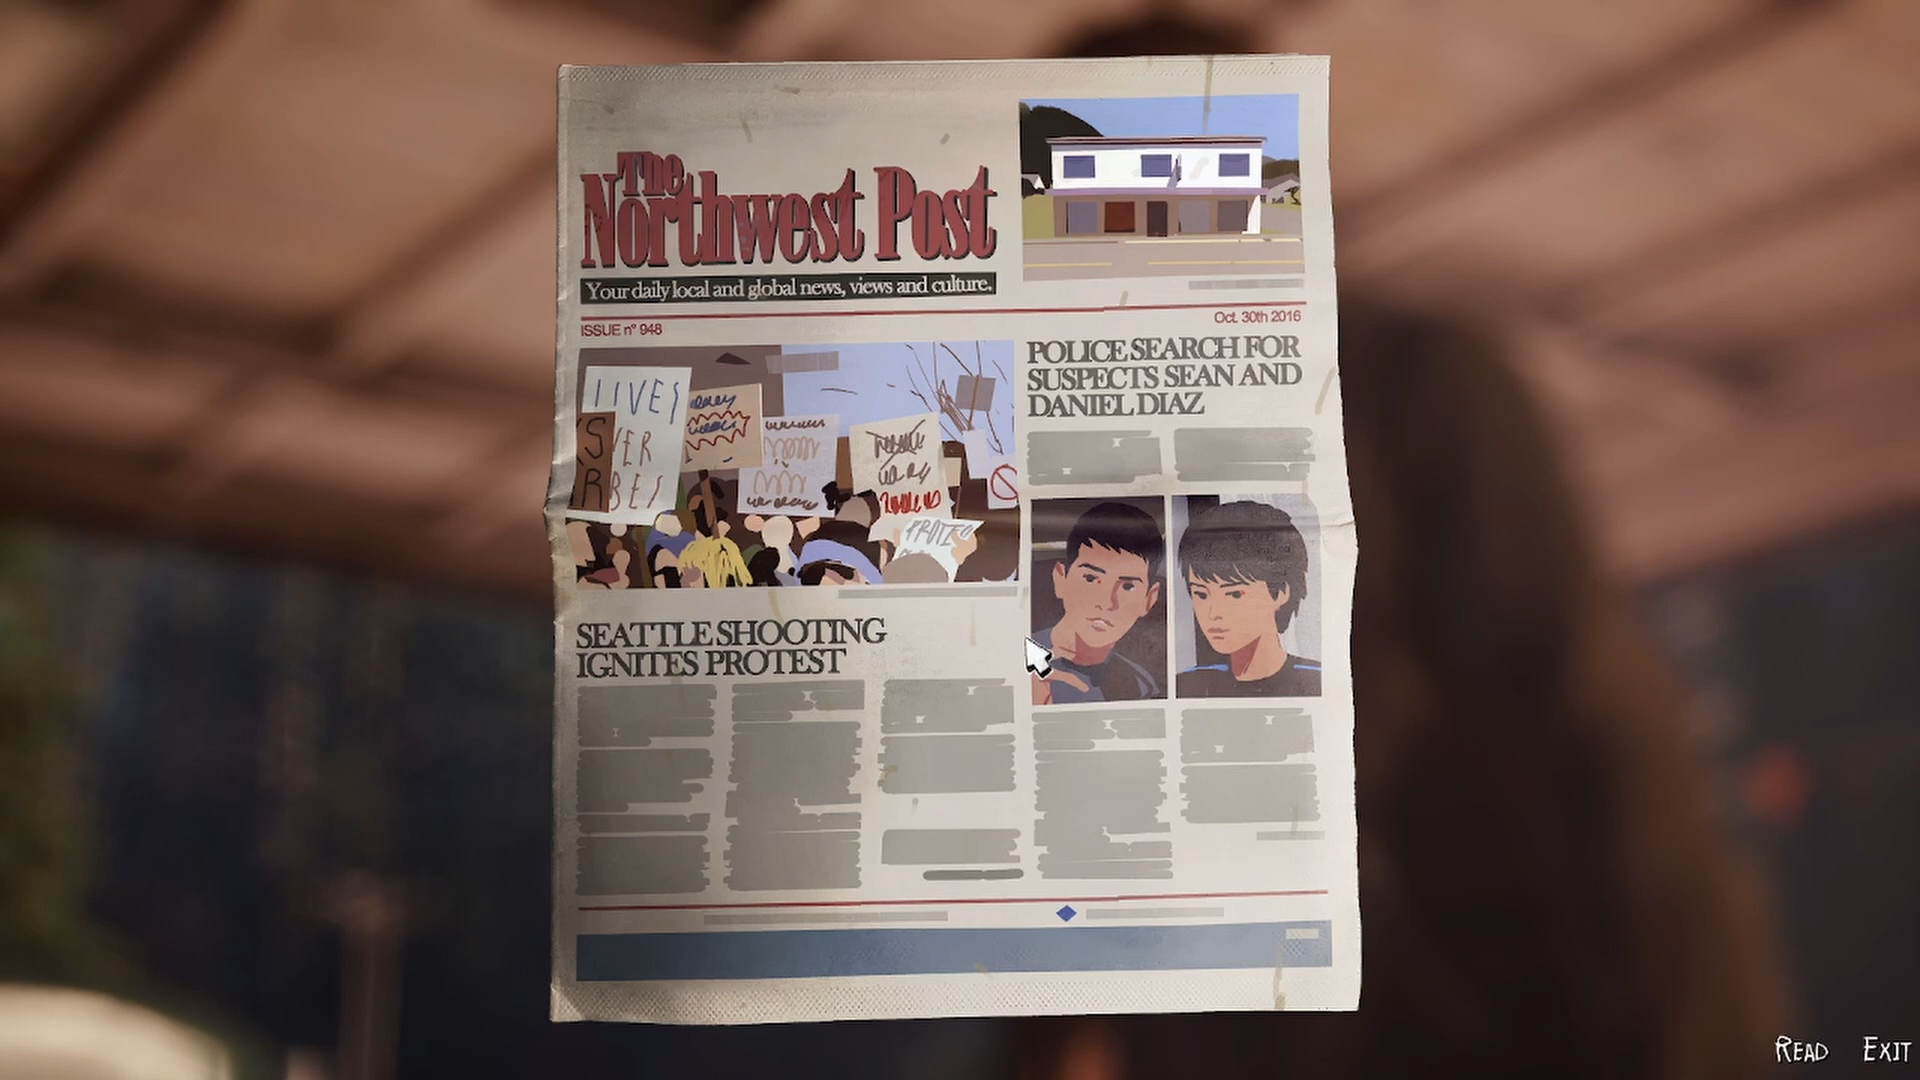 The
Northwest Post
Your daily local and global news, views and culture.
ISSUE n° 948
Oct. 30th 2016
LIVES
POLICE SEARCH FOR
SUSPECTS SEAN AND
DANIEL DIAZ
SEATTLE SHOOTING
IGNITES PROTEST
READ EXIT